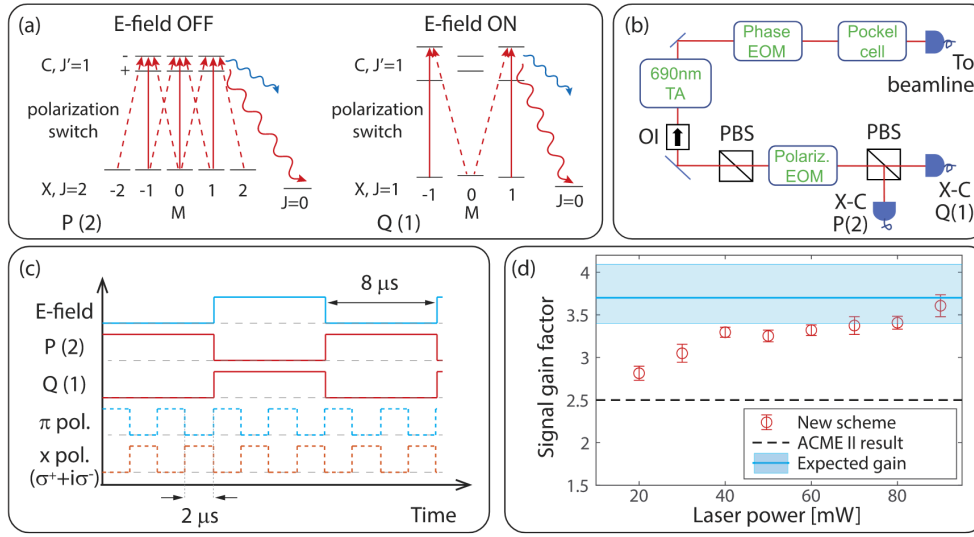 (a)
E-field OFF
E-field ON
C, J'=1
-
+
polarization
switch
X, J=2
-2 -1 0 1 2
M
J=0
P (2)
C, J'=1
polarization
switch
X, J=1
-1 0 1
M
J=0
Q (1)
(b)
Phase
EOM
Pockel
cell
To
beamline
690nm
TA
OI
PBS
Polariz.
EOM
PBS
X-C
P(2)
X-C
Q(1)
(c)
8 μs
E-field
P (2)
Q (1)
π pol.
x pol.
(σ⁺+iσ⁻)
2 μs
Time
(d)
Signal gain factor
4
3.5
3
2.5
2
1.5
New scheme
ACME II result
Expected gain
20 40 60 80
Laser power [mW]